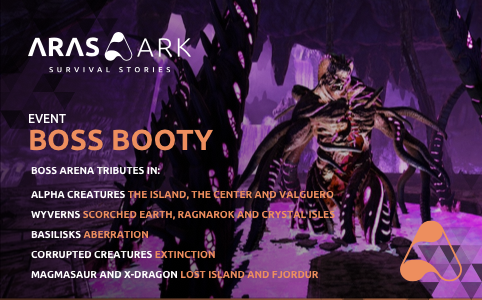 ARAS ARK
SURVIVAL STORIES
EVENT
BOSS BOOTY
BOSS ARENA TRIBUTES IN:
ALPHA CREATURES THE ISLAND, THE CENTER AND VALGUERO
WYVERNS SCORCHED EARTH, RAGNAROK AND CRYSTAL ISLES
BASILISKS ABERRATION
CORRUPTED CREATURES EXTINCTION
MAGMASAUR AND X-DRAGON LOST ISLAND AND FJORDUR